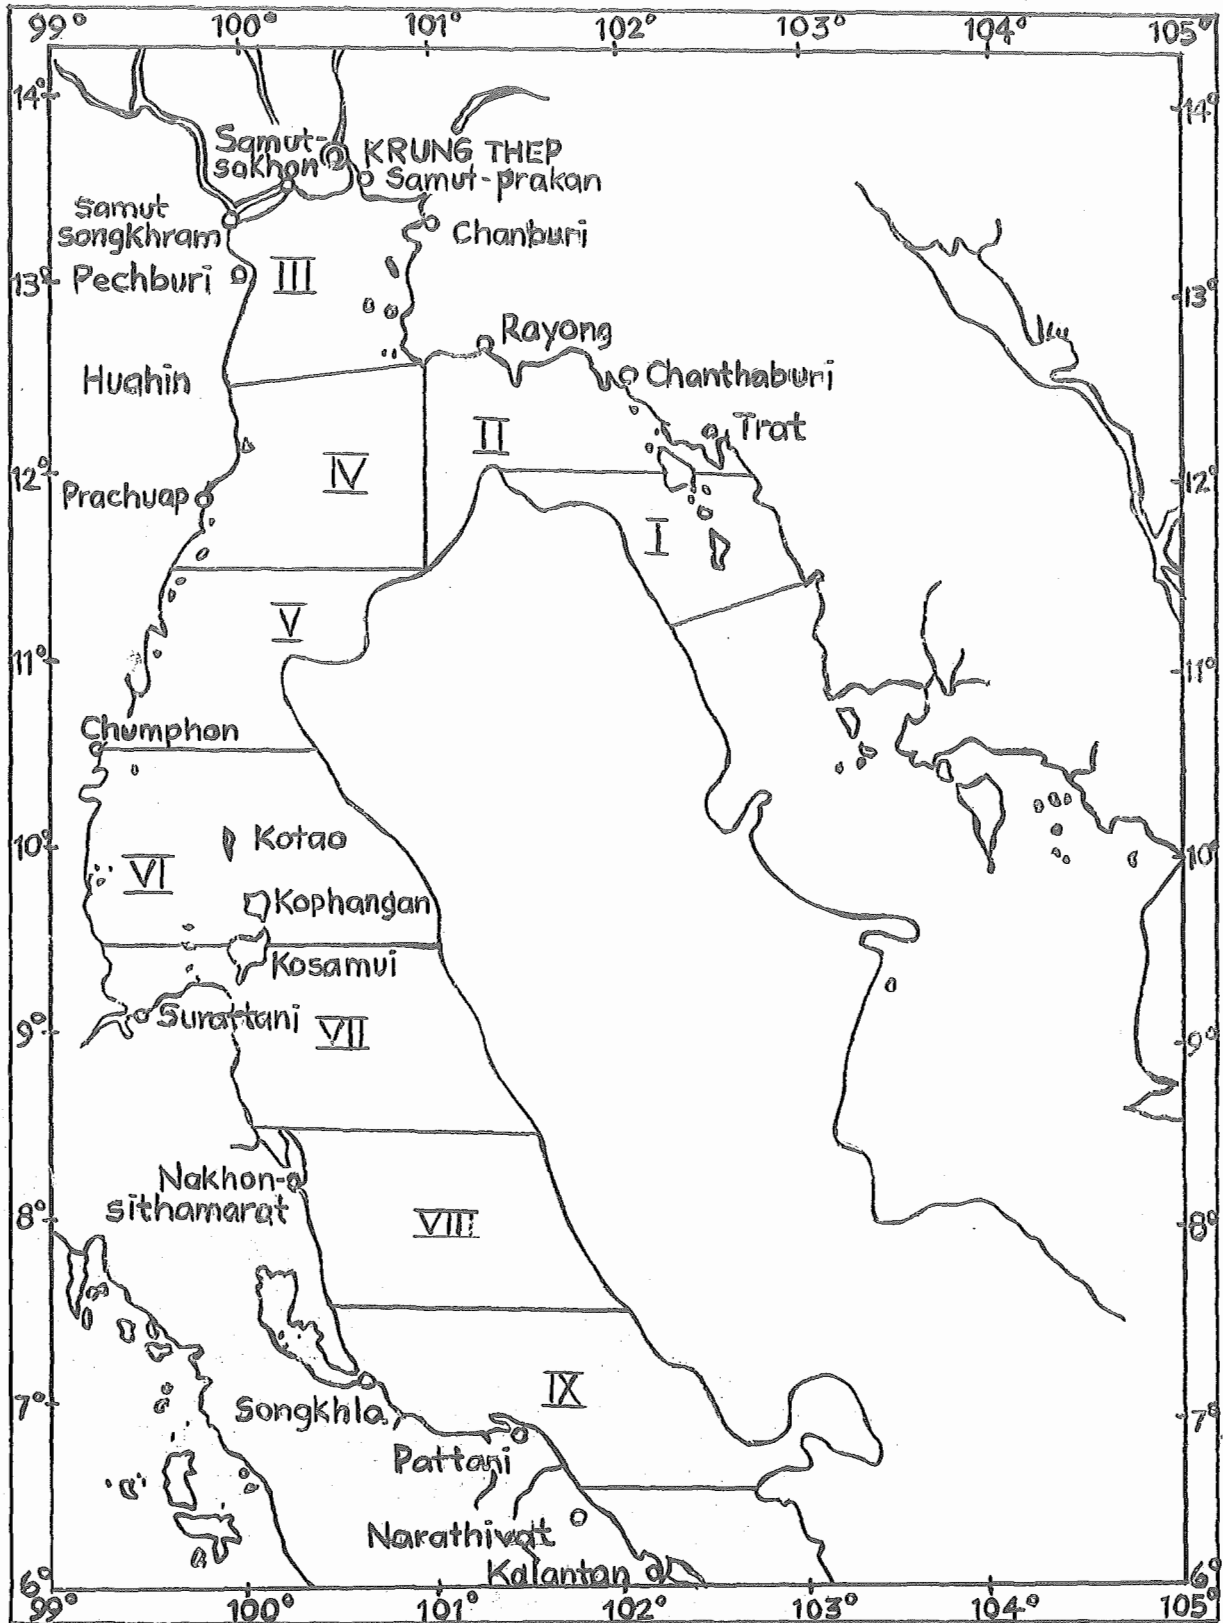 99° 100° 101° 102° 103° 104° 105°
14° 14°
Samut-
sakhon
KRUNG THEP
Samut-prakan
Samut
songkhram
Chanburi
Pechburi
III
13° 13°
Rayong
Huahin
Chanthaburi
II
Trat
IV
12° 12°
Prachuap
I
V
11° 11°
Chumphon
Kotao
10° 10°
VI
Kophangan
Kosamui
Surattani
VII
9° 9°
Nakhon-
sithamarat
VIII
8° 8°
IX
7° 7°
Songkhla
Pattani
Narathivat
Kalantan
6° 6°
99° 100° 101° 102° 103° 104° 105°